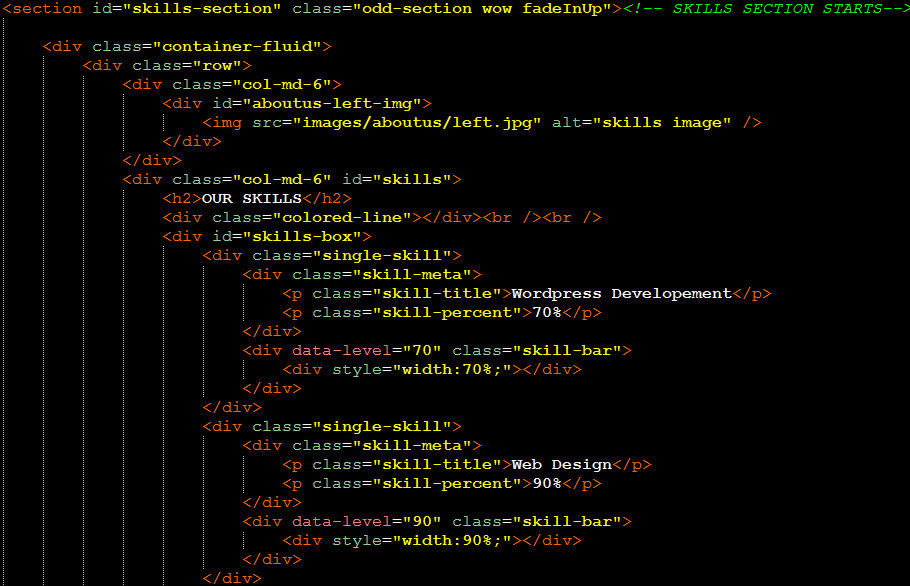 <section id="skills-section" class="odd-section wow fadeInUp"><!-- SKILLS SECTION STARTS-->
<div class="container-fluid">
<div class="row">
<div class="col-md-6">
<div id="aboutus-left-img">
<img src="images/aboutus/left.jpg" alt="skills image" />
</div>
</div>
<div class="col-md-6" id="skills">
<h2>OUR SKILLS</h2>
<div class="colored-line"></div><br /><br />
<div id="skills-box">
<div class="single-skill">
<div class="skill-meta">
<p class="skill-title">Wordpress Developement</p>
<p class="skill-percent">70%</p>
</div>
<div data-level="70" class="skill-bar">
<div style="width:70%;"></div>
</div>
</div>
<div class="single-skill">
<div class="skill-meta">
<p class="skill-title">Web Design</p>
<p class="skill-percent">90%</p>
</div>
<div data-level="90" class="skill-bar">
<div style="width:90%;"></div>
</div>
</div>